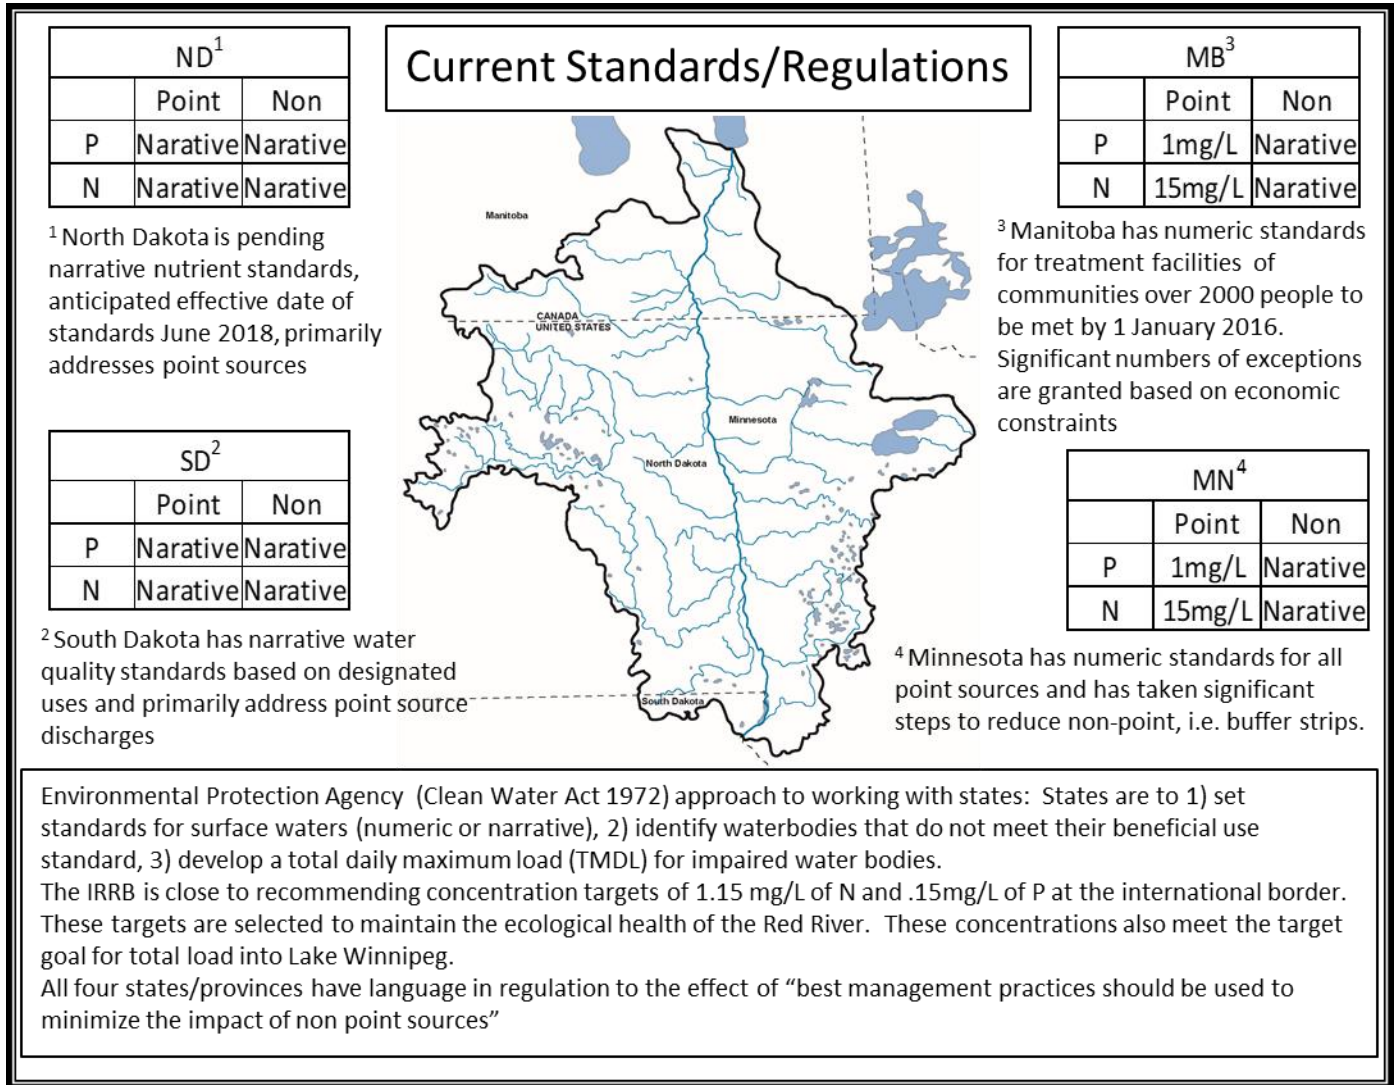 Current Standards/Regulations
ND1
Point Non
P Narative Narative
N Narative Narative
1 North Dakota is pending
narrative nutrient standards,
anticipated effective date of
standards June 2018, primarily
addresses point sources
SD2
Point Non
P Narative Narative
N Narative Narative
2 South Dakota has narrative water
quality standards based on designated
uses and primarily address point source
discharges
Manitoba
CANADA
UNITED STATES
Minnesota
North Dakota
South Dakota
MB3
Point Non
P 1mg/L Narative
N 15mg/L Narative
3 Manitoba has numeric standards
for treatment facilities of
communities over 2000 people to
be met by 1 January 2016.
Significant numbers of exceptions
are granted based on economic
constraints
MN4
Point Non
P 1mg/L Narative
N 15mg/L Narative
4 Minnesota has numeric standards for all
point sources and has taken significant
steps to reduce non-point, i.e. buffer strips.
Environmental Protection Agency (Clean Water Act 1972) approach to working with states: States are to 1) set
standards for surface waters (numeric or narrative), 2) identify waterbodies that do not meet their beneficial use
standard, 3) develop a total daily maximum load (TMDL) for impaired water bodies.
The IRRB is close to recommending concentration targets of 1.15 mg/L of N and .15mg/L of P at the international border.
These targets are selected to maintain the ecological health of the Red River. These concentrations also meet the target
goal for total load into Lake Winnipeg.
All four states/provinces have language in regulation to the effect of “best management practices should be used to
minimize the impact of non point sources”